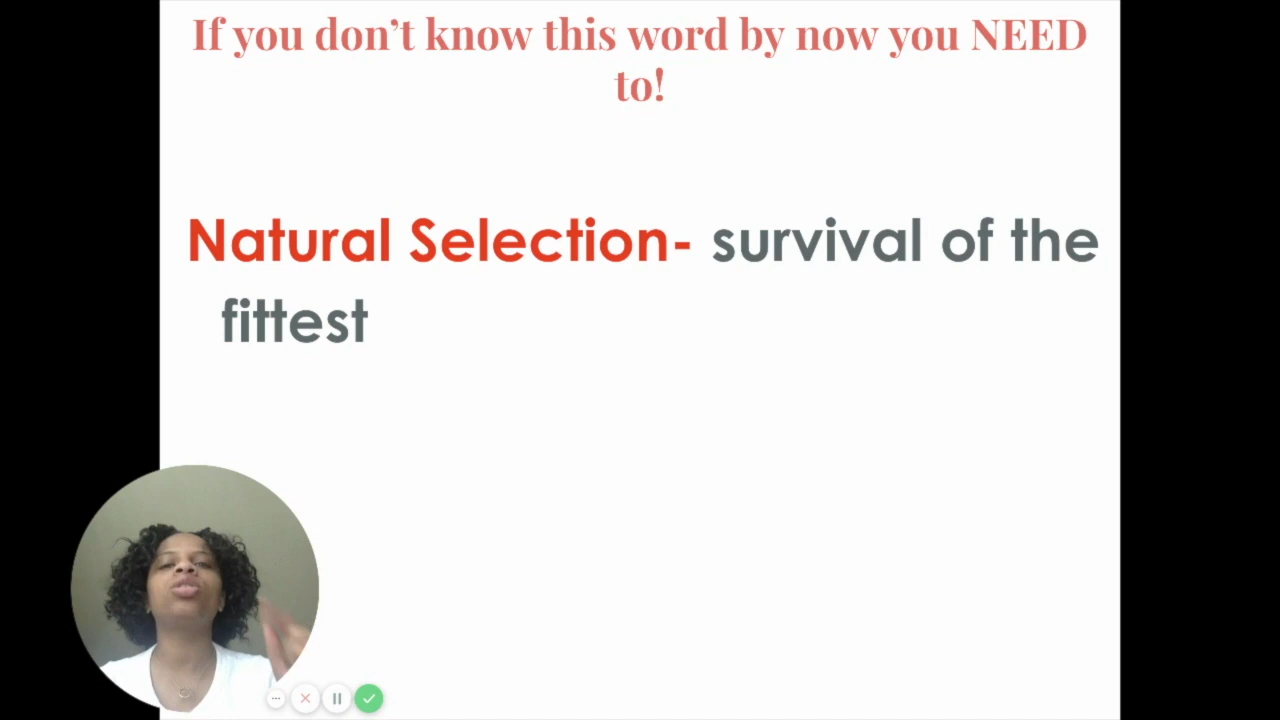 If you don’t know this word by now you NEED
to!
Natural Selection- survival of the
fittest